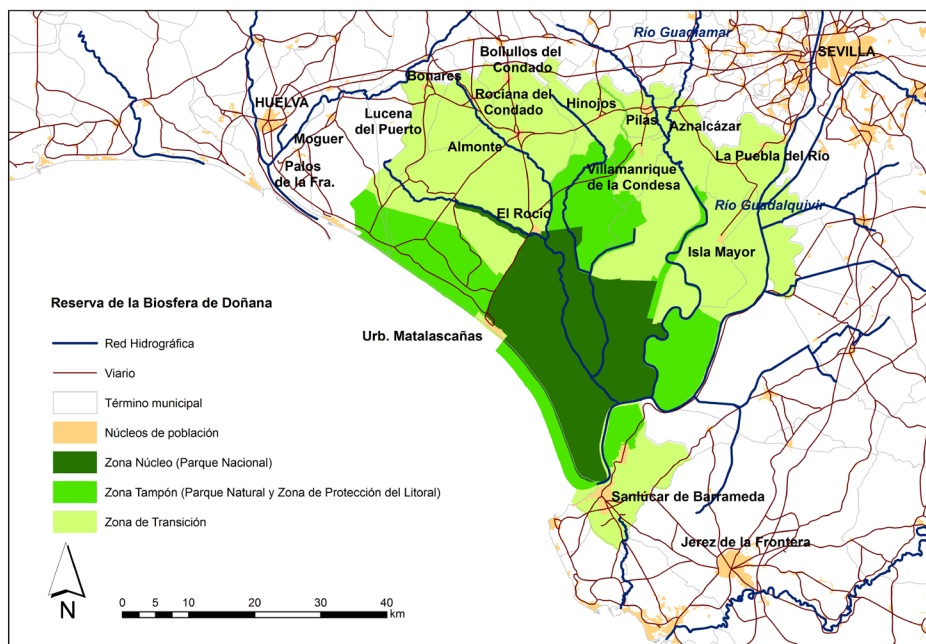 Río Guadiamar
SEVILLA
Bollullos del
Condado
Bonares
Rociana del
Condado
HUELVA
Hinojos
Lucena
del Puerto
Pilas
Aznalcázar
Moguer
Almonte
La Puebla del Río
Palos
de la Fra.
Villamanrique
de la Condesa
El Rocío
Río Guadalquivir
Isla Mayor
Urb. Matalascañas
Sanlúcar de Barrameda
Jerez de la Frontera
Reserva de la Biosfera de Doñana
Red Hidrográfica
Viario
Término municipal
Núcleos de población
Zona Núcleo (Parque Nacional)
Zona Tampón (Parque Natural y Zona de Protección del Litoral)
Zona de Transición
N
0 5 10 20 30 40
km